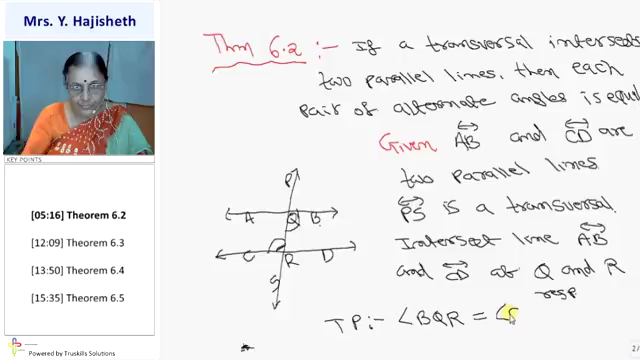 Mrs. Y. Hajisheth
KEY POINTS
[05:16] Theorem 6.2
[12:09] Theorem 6.3
[13:50] Theorem 6.4
[15:35] Theorem 6.5
Powered by Truskills Solutions
Thm 6.2 :- If a transversal intersects
two parallel lines, then each
pair of alternate angles is equal
Given AB and CD are
two parallel lines
PS is a transversal
Intersect line AB
and CD at Q and R
resp
TP:- ∠BQR = ∠
P
A Q B
C R D
S
2/